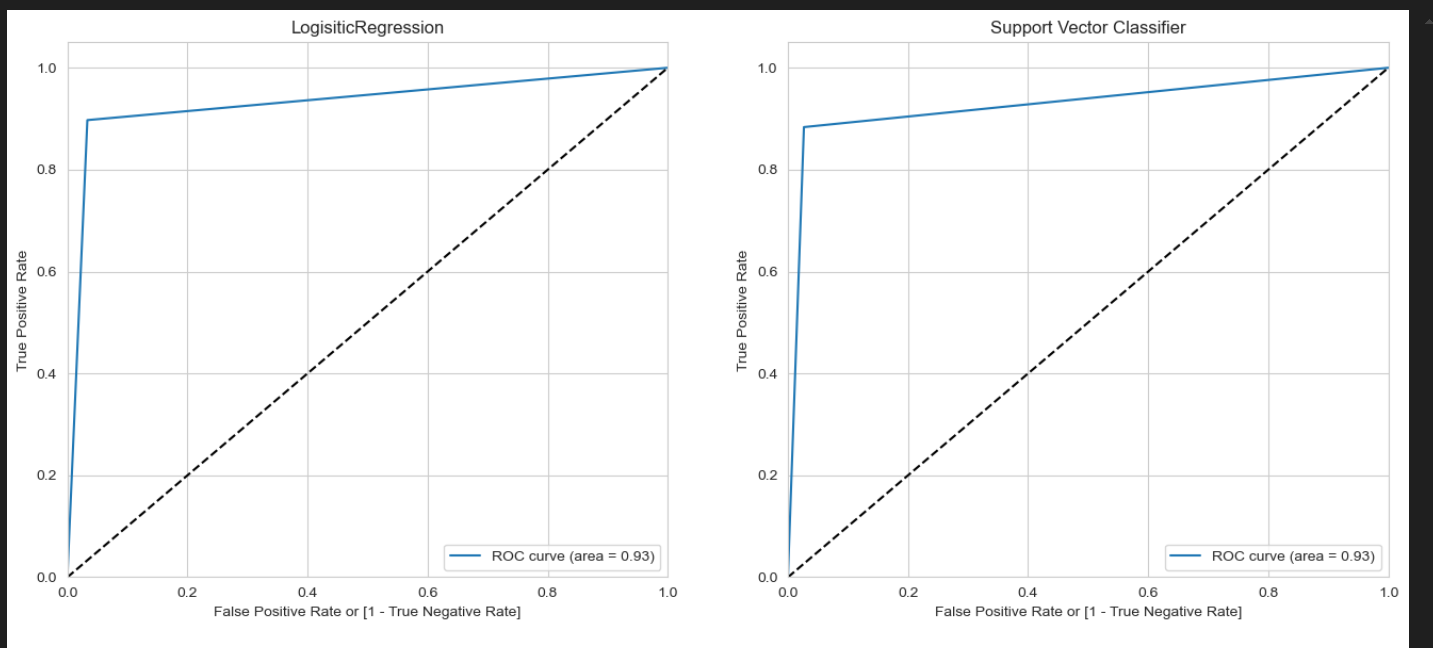 LogisiticRegression
1.0
0.8
0.6
0.4
0.2
0.0
True Positive Rate
0.0 0.2 0.4 0.6 0.8 1.0
False Positive Rate or [1 - True Negative Rate]
ROC curve (area = 0.93)
Support Vector Classifier
1.0
0.8
0.6
0.4
0.2
0.0
True Positive Rate
0.0 0.2 0.4 0.6 0.8 1.0
False Positive Rate or [1 - True Negative Rate]
ROC curve (area = 0.93)